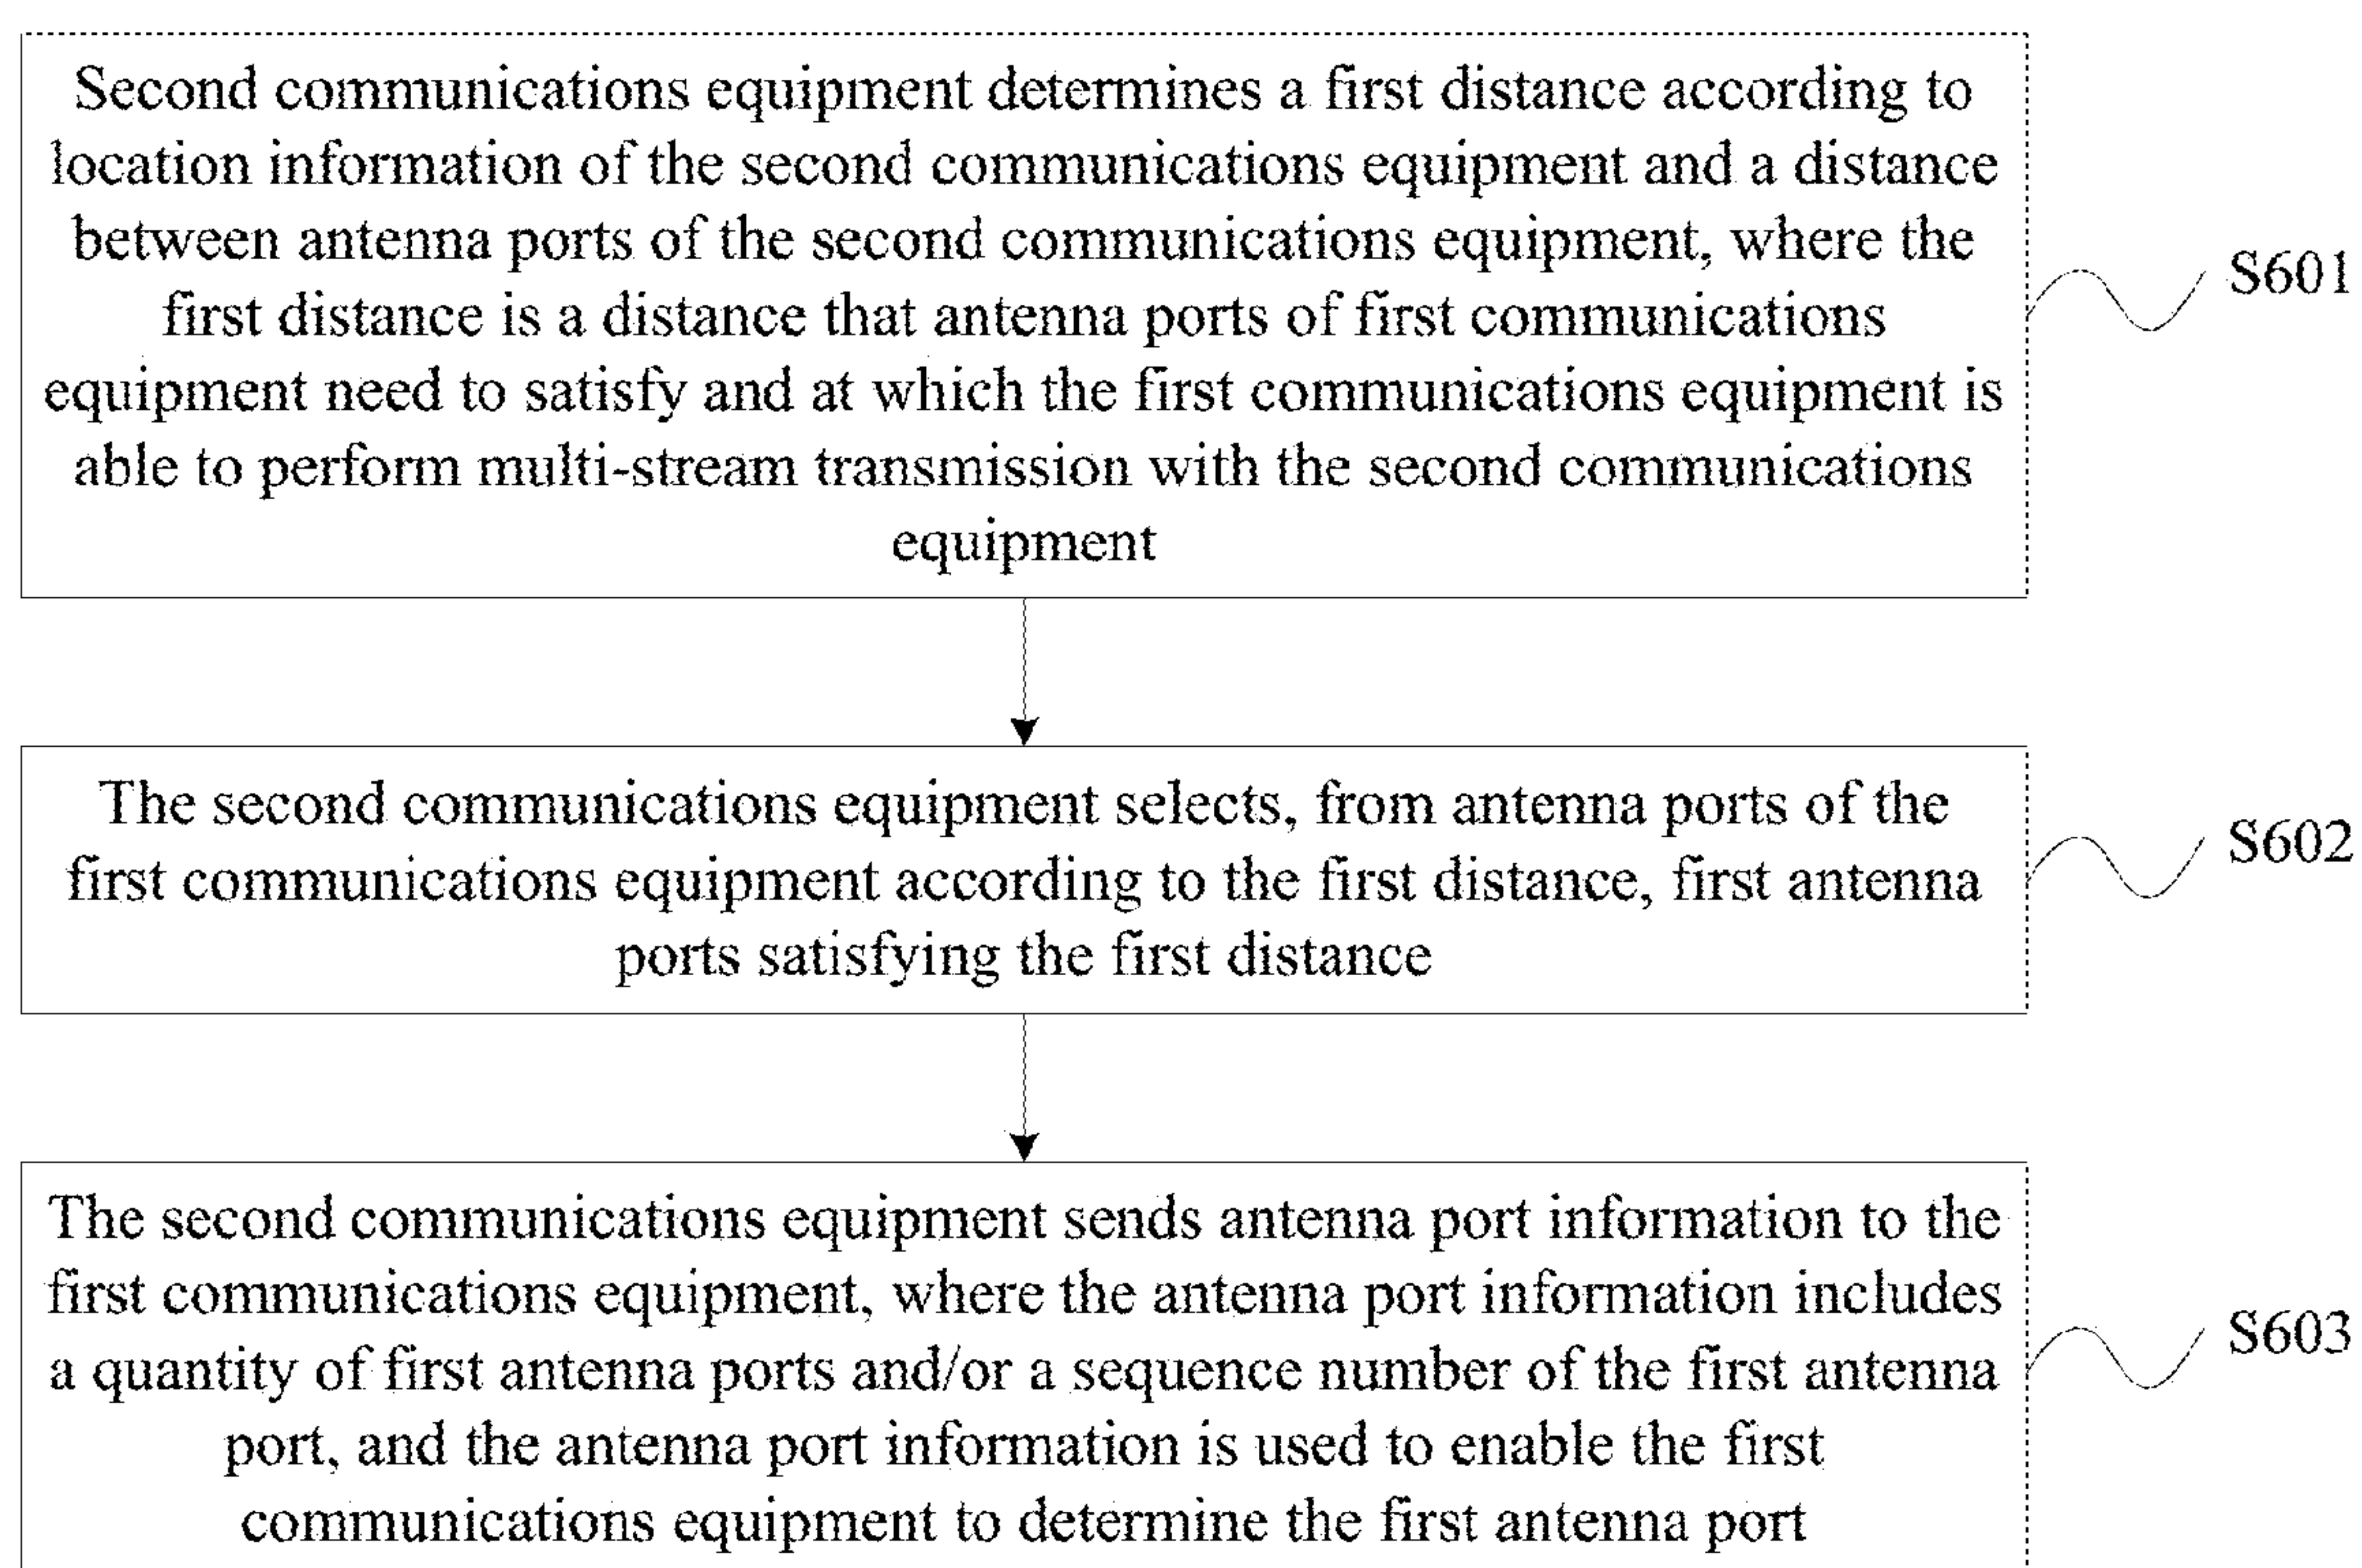 Second communications equipment determines a first distance according to
location information of the second communications equipment and a distance
between antenna ports of the second communications equipment, where the
first distance is a distance that antenna ports of first communications
equipment need to satisfy and at which the first communications equipment is
able to perform multi-stream transmission with the second communications
equipment
S601
The second communications equipment selects, from antenna ports of the
first communications equipment according to the first distance, first antenna
ports satisfying the first distance
S602
The second communications equipment sends antenna port information to the
first communications equipment, where the antenna port information includes
a quantity of first antenna ports and/or a sequence number of the first antenna
port, and the antenna port information is used to enable the first
communications equipment to determine the first antenna port
S603